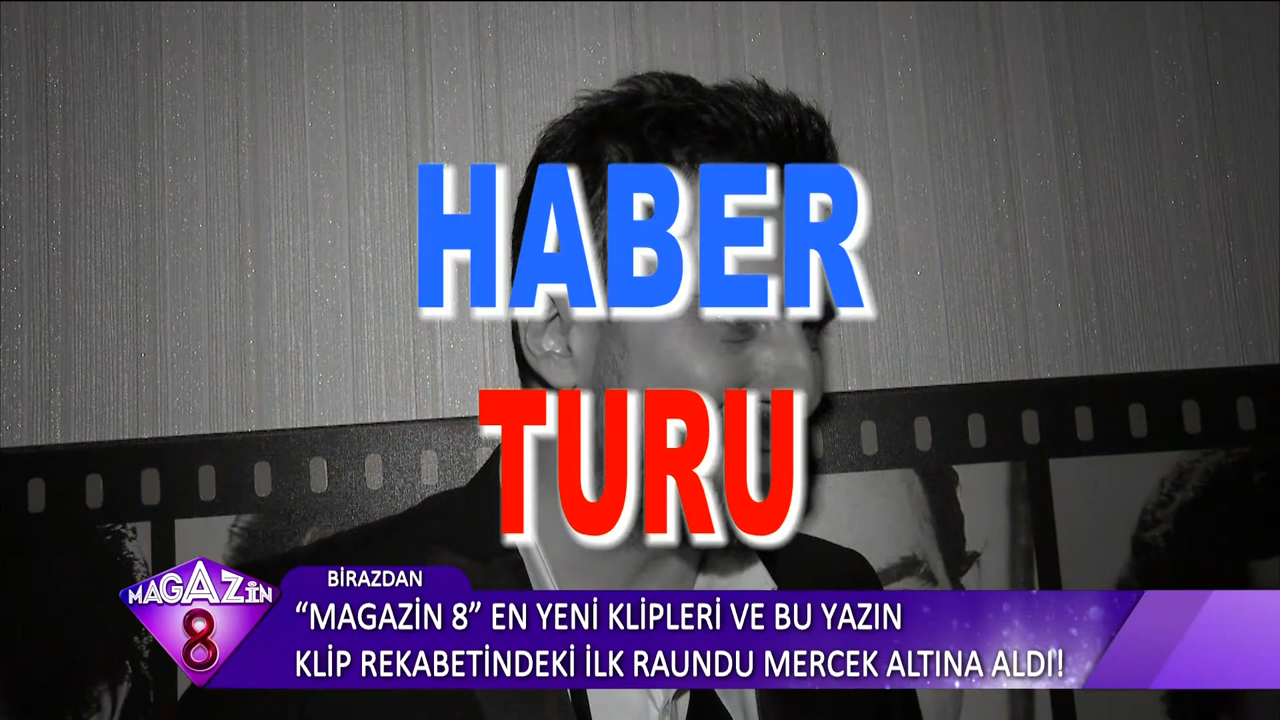 HABER
TURU
BİRAZDAN
MAGAZİN
8
“MAGAZİN 8” EN YENİ KLİPLERİ VE BU YAZIN
KLİP REKABETİNDEKİ İLK RAUNDU MERCEK ALTINA ALDI!